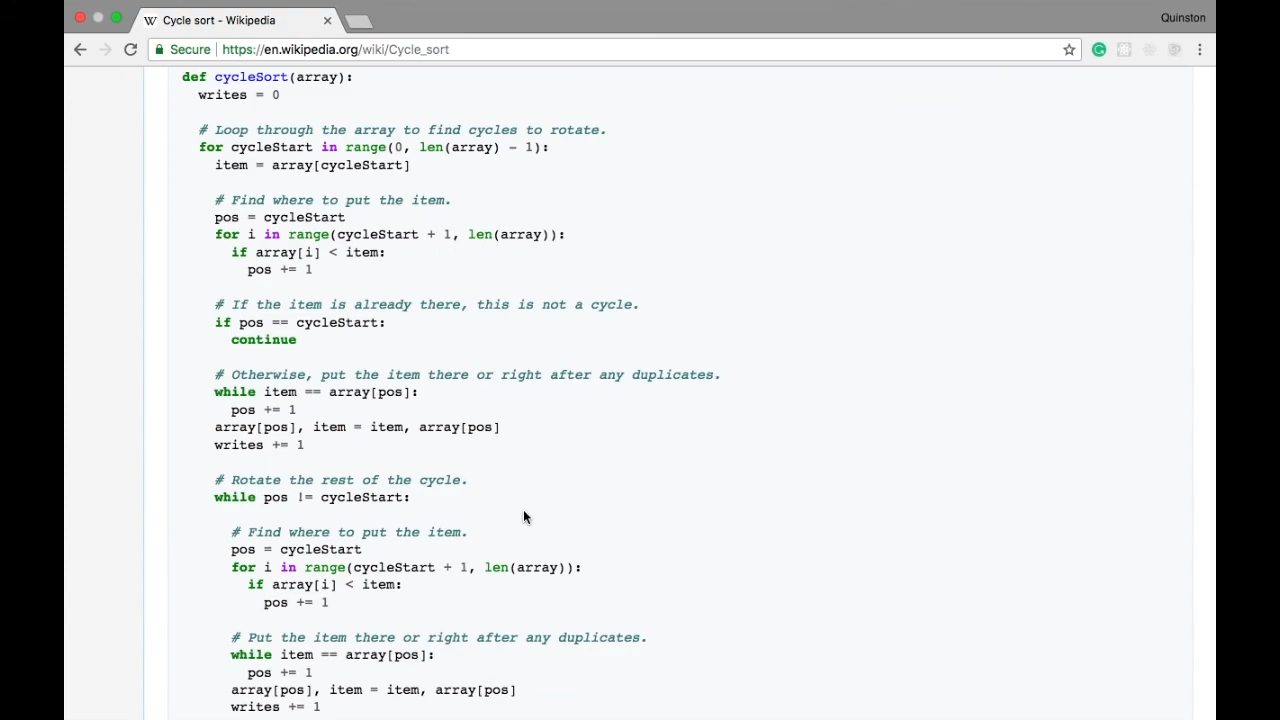 Cycle sort - Wikipedia
Quinston
Secure https://en.wikipedia.org/wiki/Cycle_sort
def cycleSort(array):
  writes = 0
  # Loop through the array to find cycles to rotate.
  for cycleStart in range(0, len(array) - 1):
    item = array[cycleStart]
    # Find where to put the item.
    pos = cycleStart
    for i in range(cycleStart + 1, len(array)):
      if array[i] < item:
        pos += 1
    # If the item is already there, this is not a cycle.
    if pos == cycleStart:
      continue
    # Otherwise, put the item there or right after any duplicates.
    while item == array[pos]:
      pos += 1
    array[pos], item = item, array[pos]
    writes += 1
    # Rotate the rest of the cycle.
    while pos != cycleStart:
      # Find where to put the item.
      pos = cycleStart
      for i in range(cycleStart + 1, len(array)):
        if array[i] < item:
          pos += 1
      # Put the item there or right after any duplicates.
      while item == array[pos]:
        pos += 1
      array[pos], item = item, array[pos]
      writes += 1